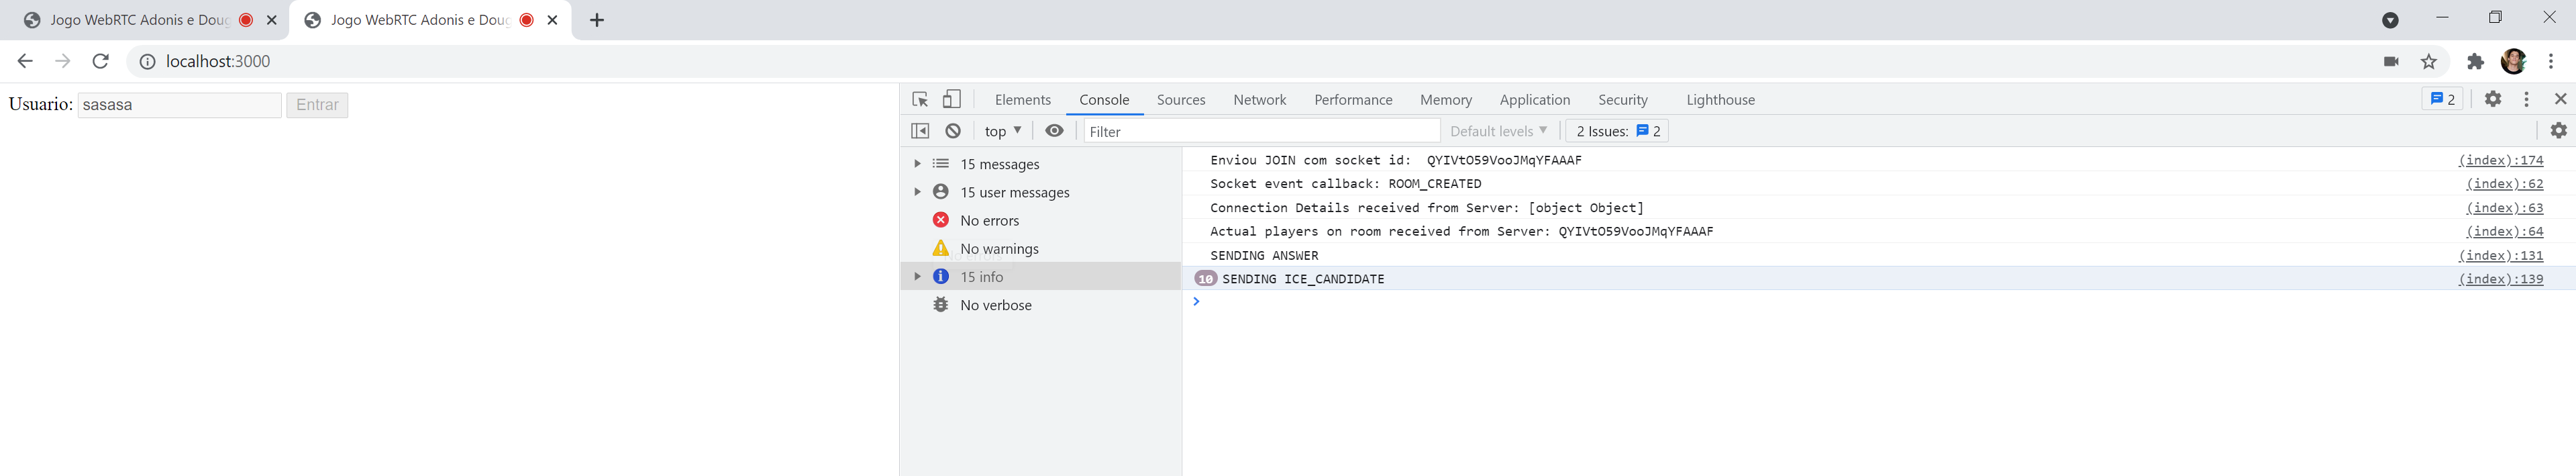 Jogo WebRTC Adonis e Doug
Jogo WebRTC Adonis e Doug
localhost:3000
Usuario: sasasa Entrar
Elements Console Sources Network Performance Memory Application Security Lighthouse 2
top Filter Default levels 2 Issues: 2
15 messages
15 user messages
No errors
No warnings
15 info
No verbose
Enviou JOIN com socket id: QYIVtO59VooJMqYFAAAF (index):174
Socket event callback: ROOM_CREATED (index):62
Connection Details received from Server: [object Object] (index):63
Actual players on room received from Server: QYIVtO59VooJMqYFAAAF (index):64
SENDING ANSWER (index):131
10 SENDING ICE_CANDIDATE (index):139